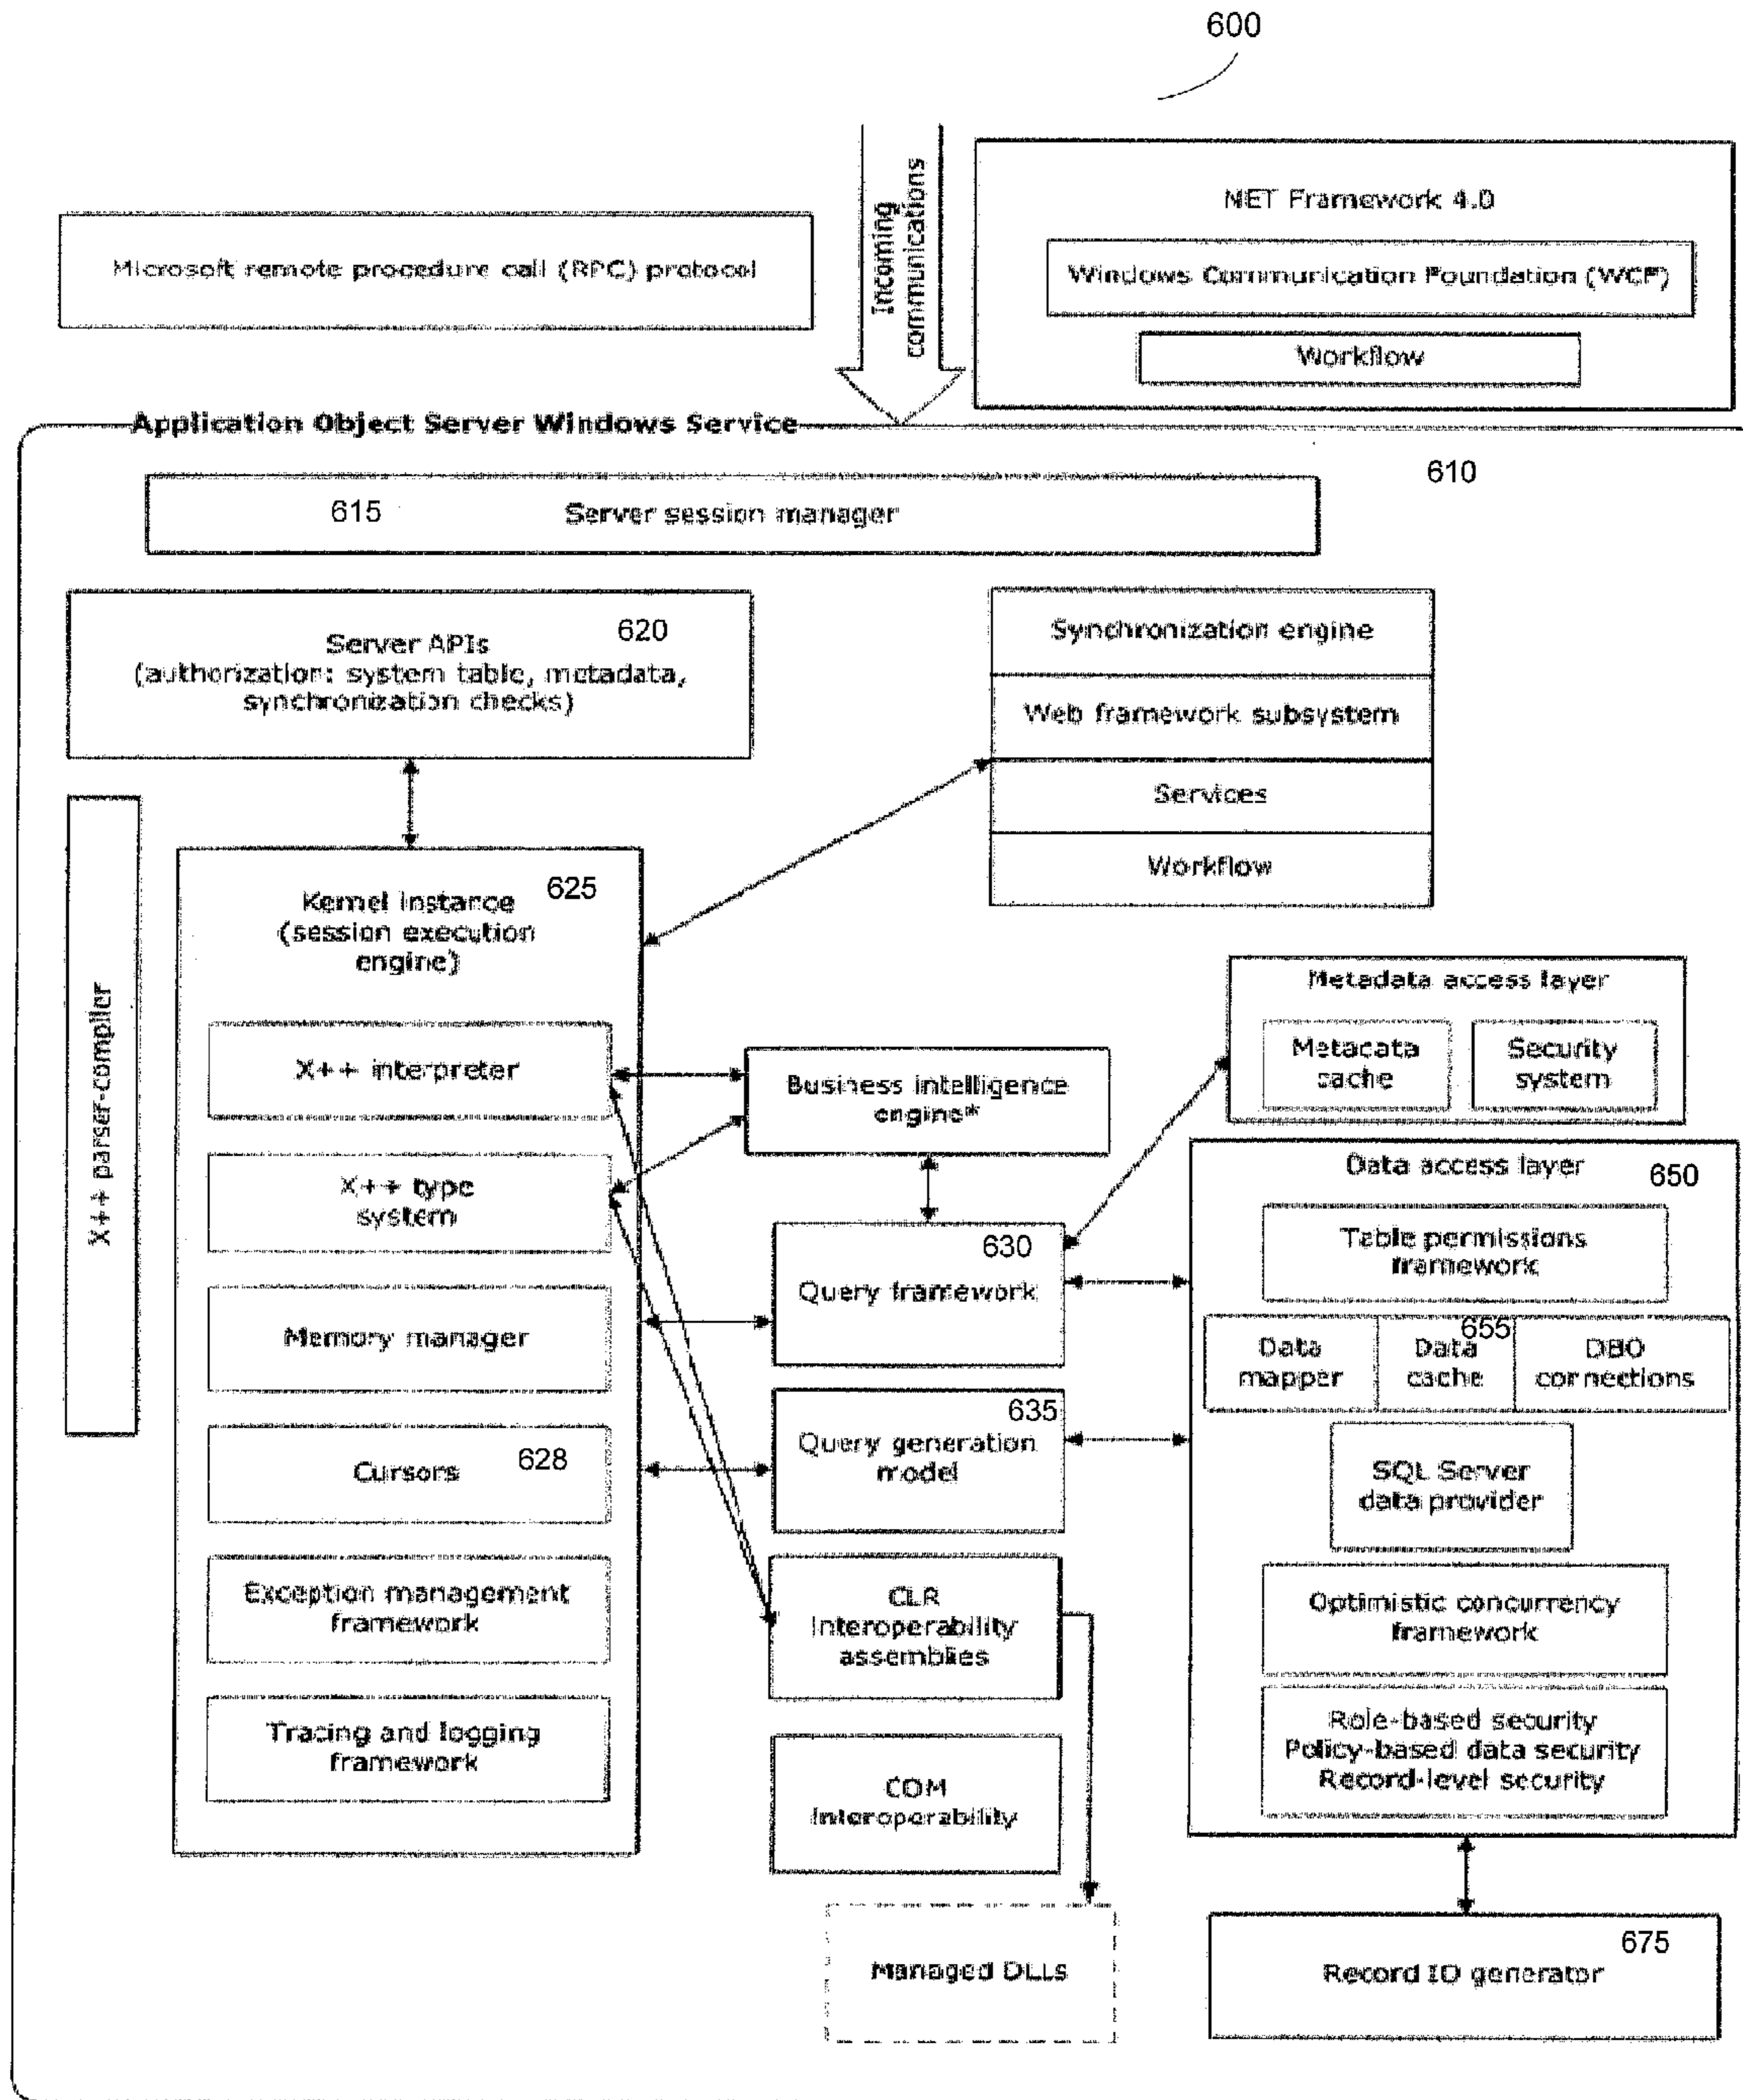 600
Incoming
communications
NET Framework 4.0
Microsoft remote procedure call (RPC) protocol
Windows Communication Foundation (WCF)
Workflow
Application Object Server Windows Service
610
615 Server session manager
620
Server APIs
(authorization: system table, metadata,
synchronization checks)
Synchronization engine
Web framework subsystem
Services
Workflow
X++ parser-compiler
625
Kernel instance
(session execution
engine)
X++ interpreter
X++ type
system
Memory manager
Cursors 628
Exception management
framework
Tracing and logging
framework
Business intelligence
engine*
630
Query framework
635
Query generation
model
CLR
interoperability
assemblies
COM
interoperability
Managed DLLs
Metadata access layer
Metacata
cache
Security
system
Data access layer 650
Table permissions
framework
Data
mapper
655
Data
cache
DBO
connections
SQL Server
data provider
Optimistic concurrency
framework
Role-based security
Policy-based data security
Record-level security
675
Record ID generator